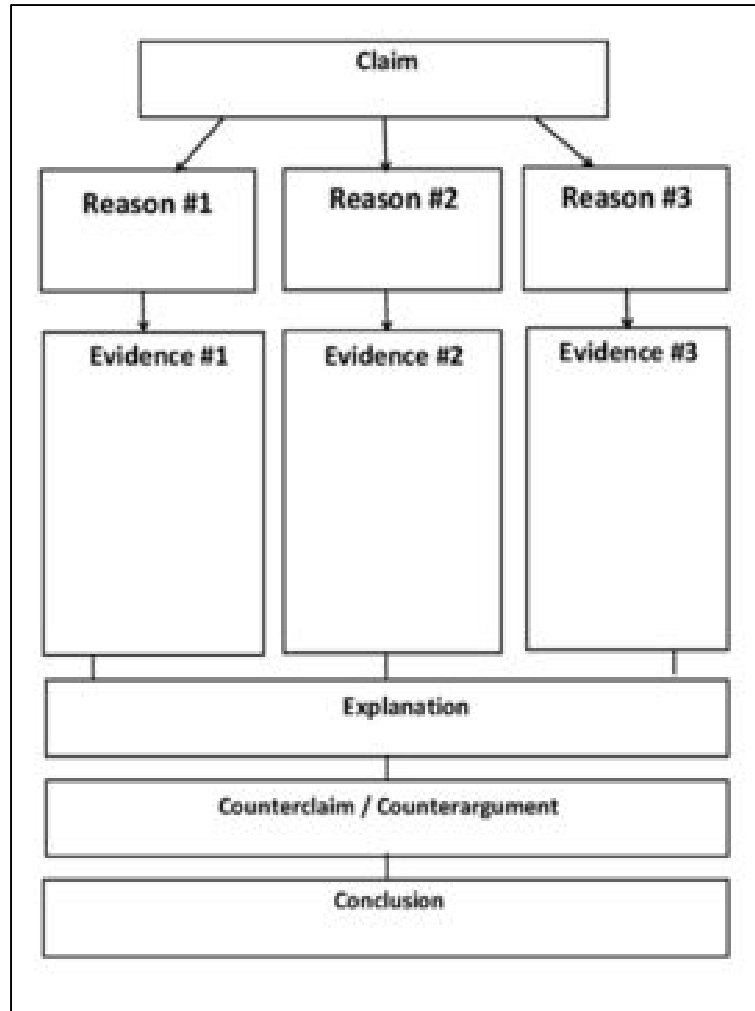 Claim
Reason #1
Reason #2
Reason #3
Evidence #1
Evidence #2
Evidence #3
Explanation
Counterclaim / Counterargument
Conclusion